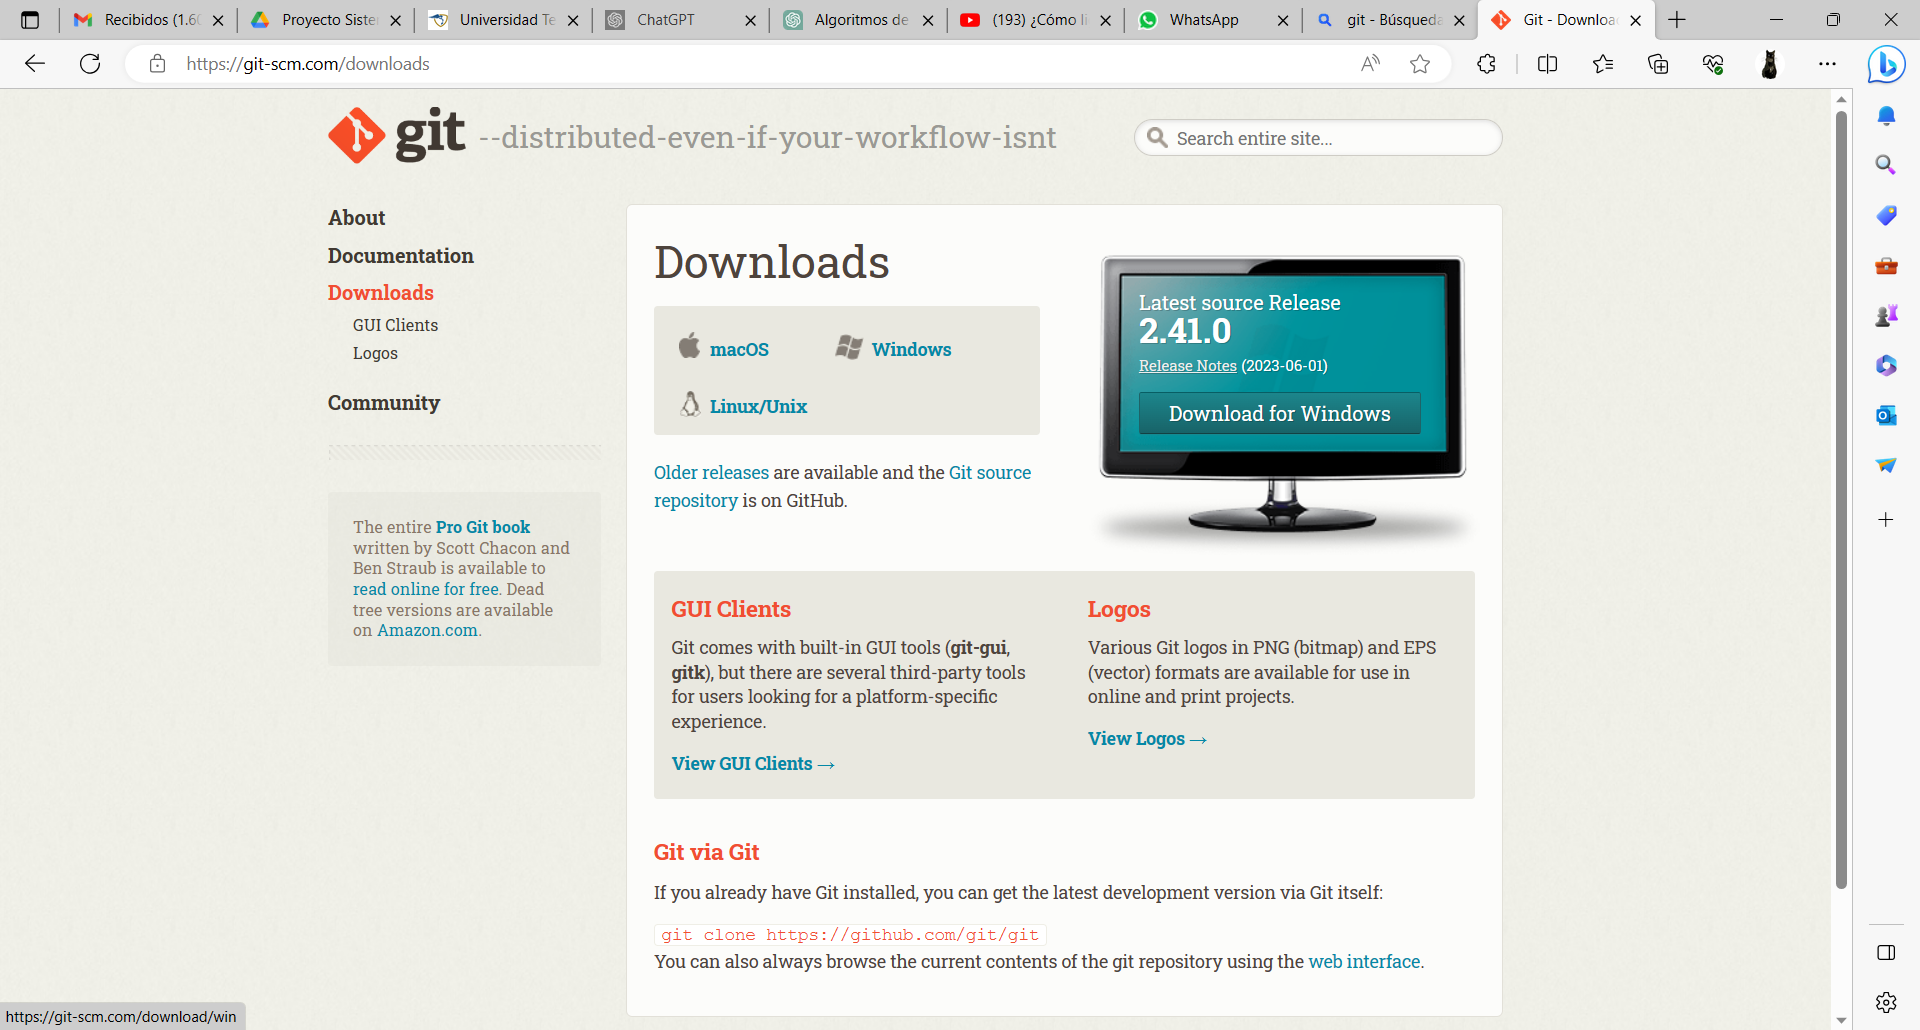 Recibidos (1.60
Proyecto Siste
Universidad Te
ChatGPT
Algoritmos de
(193) ¿Cómo li
WhatsApp
git - Búsqueda
Git - Downloa
https://git-scm.com/downloads
git --distributed-even-if-your-workflow-isnt
Search entire site...
About
Documentation
Downloads
GUI Clients
Logos
Community
The entire Pro Git book
written by Scott Chacon and
Ben Straub is available to
read online for free. Dead
tree versions are available
on Amazon.com.
Downloads
macOS
Windows
Linux/Unix
Older releases are available and the Git source
repository is on GitHub.
Latest source Release
2.41.0
Release Notes (2023-06-01)
Download for Windows
GUI Clients
Git comes with built-in GUI tools (git-gui,
gitk), but there are several third-party tools
for users looking for a platform-specific
experience.
View GUI Clients →
Logos
Various Git logos in PNG (bitmap) and EPS
(vector) formats are available for use in
online and print projects.
View Logos →
Git via Git
If you already have Git installed, you can get the latest development version via Git itself:
git clone https://github.com/git/git
You can also always browse the current contents of the git repository using the web interface.
https://git-scm.com/download/win